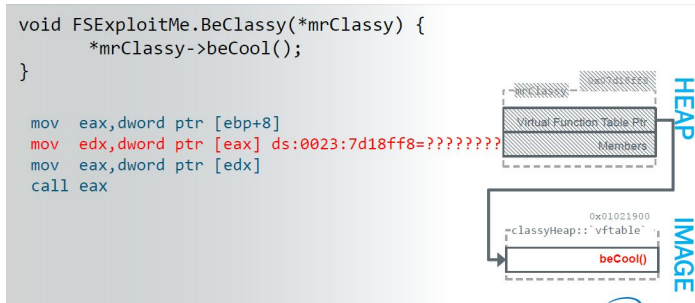 void FSExploitMe.BeClassy(*mrClassy) {
*mrClassy->beCool();
}
mov eax,dword ptr [ebp+8]
mov edx,dword ptr [eax] ds:0023:7d18ff8=????????
mov eax,dword ptr [edx]
call eax
0x07d18ff8
mrClassy
Virtual Function Table Ptr
Members
HEAP
0x01021900
classyHeap::`vftable`
beCool()
IMAGE